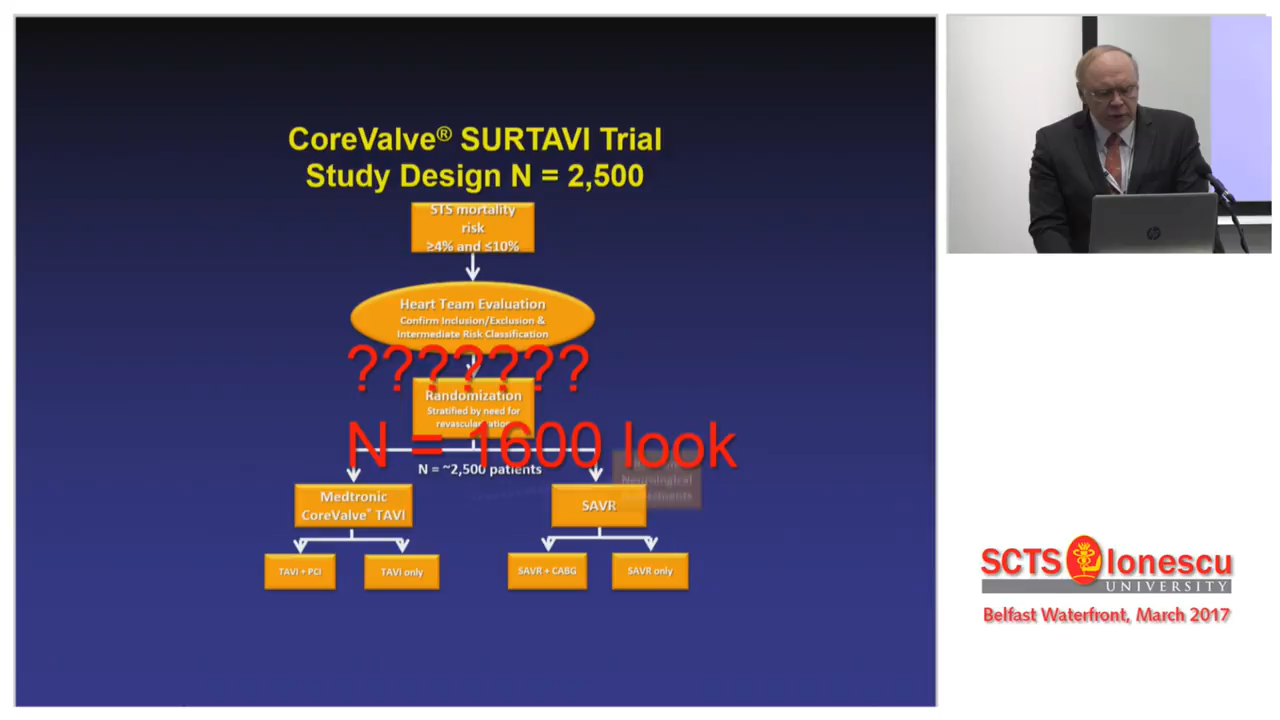 CoreValve® SURTAVI Trial
Study Design N = 2,500
STS mortality
risk
≥4% and ≤10%
Heart Team Evaluation
Confirm Inclusion/Exclusion &
Intermediate Risk Classification
???????
Randomization
Stratified by need for
revascularization
N = 1600 look
N = ~2,500 patients
Neurological
Medtronic
CoreValve® TAVI
SAVR
TAVI + PCI
TAVI only
SAVR + CABG
SAVR only
hp
SCTS Ionescu
UNIVERSITY
Belfast Waterfront, March 2017